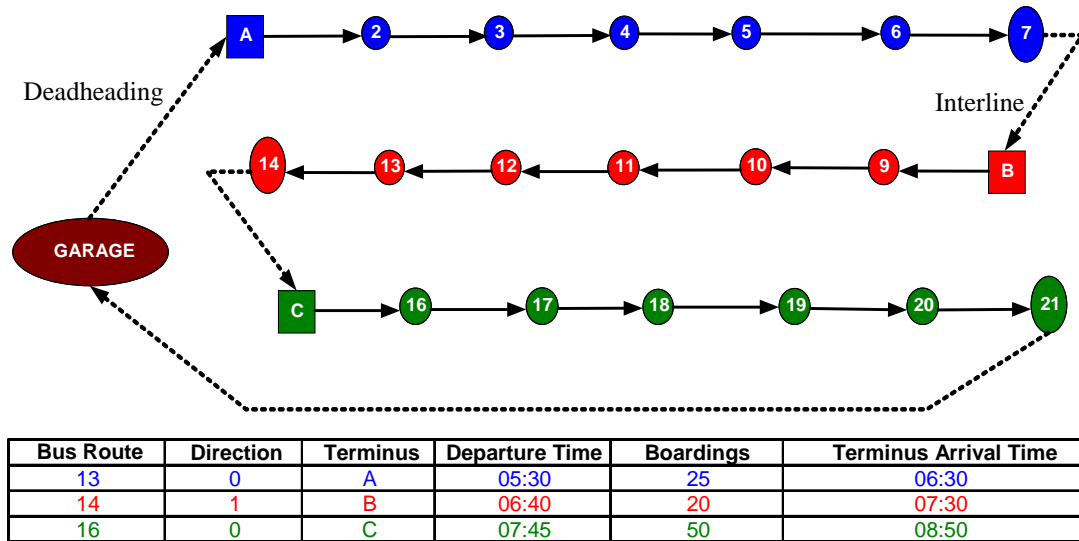 A 2 3 4 5 6 7
Deadheading
Interline
14 13 12 11 10 9 B
GARAGE
C 16 17 18 19 20 21
Bus Route Direction Terminus Departure Time Boardings Terminus Arrival Time
13 0 A 05:30 25 06:30
14 1 B 06:40 20 07:30
16 0 C 07:45 50 08:50